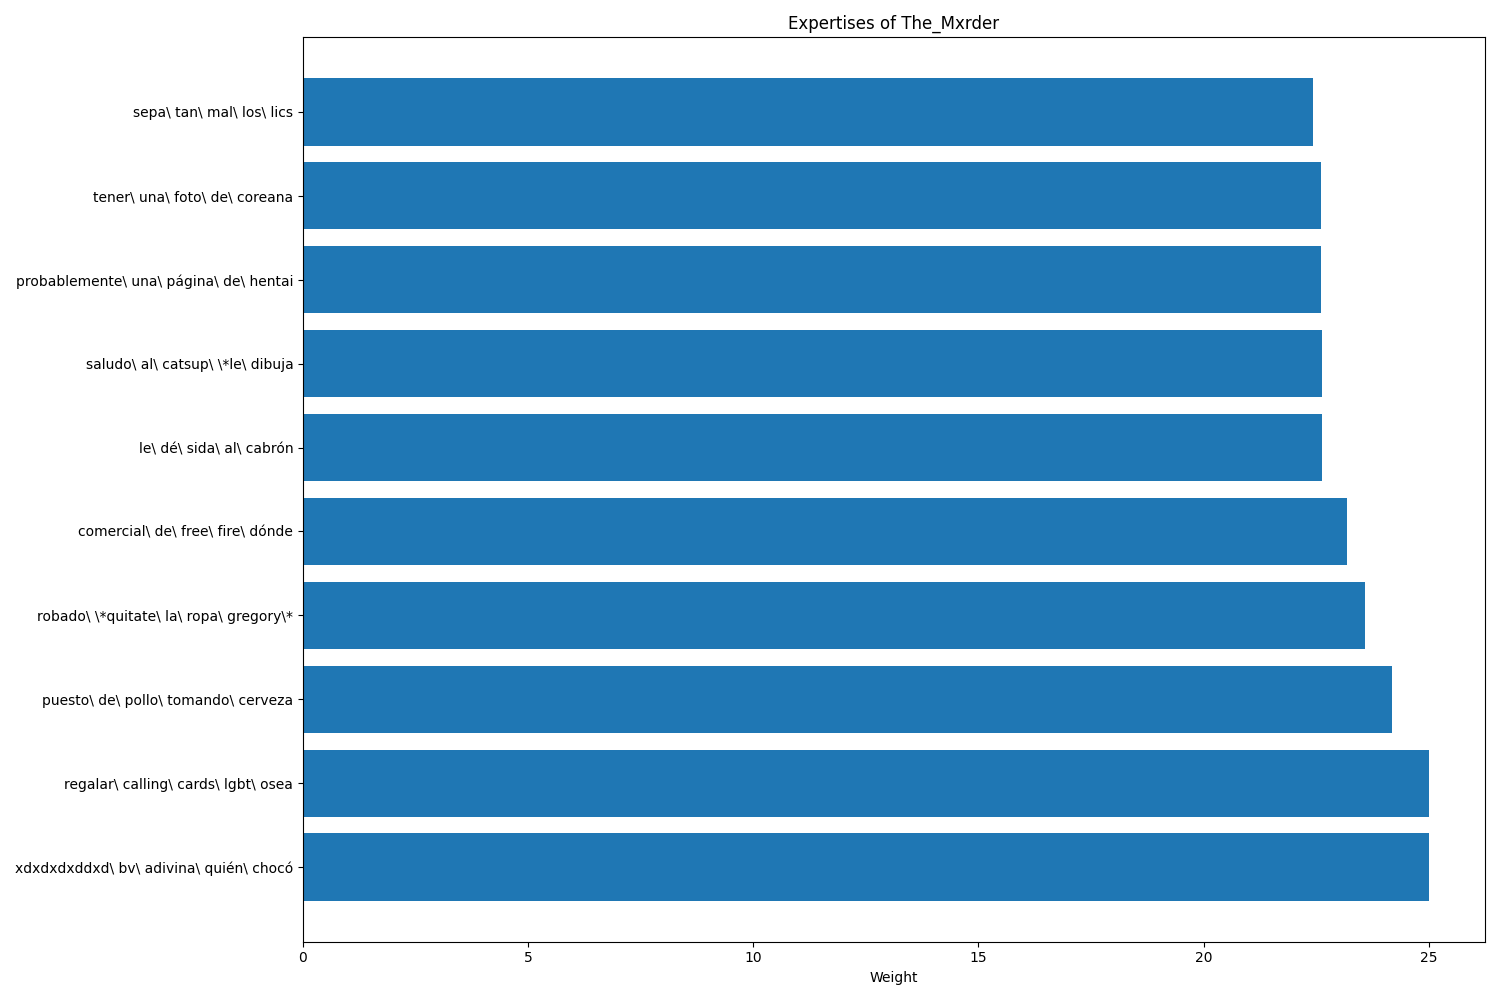 Expertises of The_Mxrder
sepa\ tan\ mal\ los\ lics
tener\ una\ foto\ de\ coreana
probablemente\ una\ página\ de\ hentai
saludo\ al\ catsup\ \*le\ dibuja
le\ dé\ sida\ al\ cabrón
comercial\ de\ free\ fire\ dónde
robado\ \*quitate\ la\ ropa\ gregory\*
puesto\ de\ pollo\ tomando\ cerveza
regalar\ calling\ cards\ lgbt\ osea
xdxdxdxddxd\ bv\ adivina\ quién\ chocó
0 5 10 15 20 25
Weight